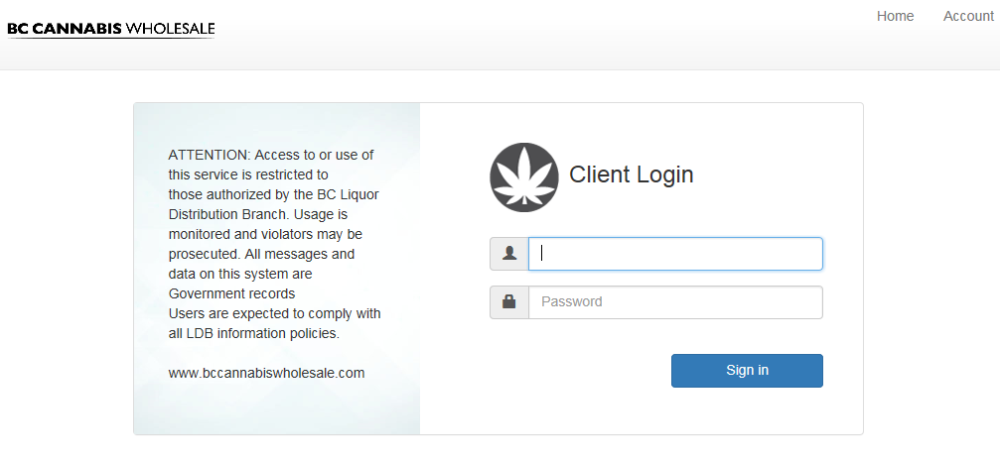 BC CANNABIS WHOLESALE
Home
Account
ATTENTION: Access to or use of
this service is restricted to
those authorized by the BC Liquor
Distribution Branch. Usage is
monitored and violators may be
prosecuted. All messages and
data on this system are
Government records
Users are expected to comply with
all LDB information policies.
www.bccannabiswholesale.com
Client Login
Password
Sign in